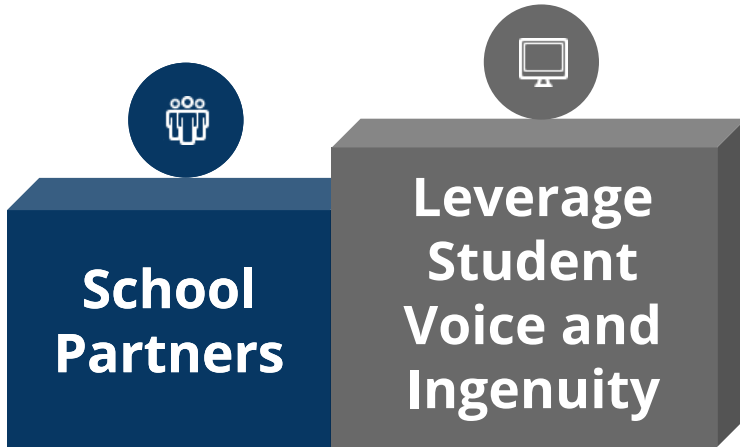 School
Partners
Leverage
Student
Voice and
Ingenuity